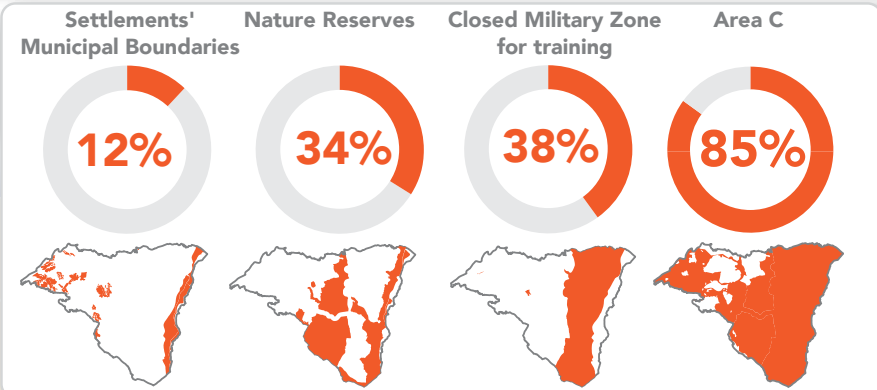 Settlements'
Municipal Boundaries
Nature Reserves
Closed Military Zone
for training
Area C
12%
34%
38%
85%